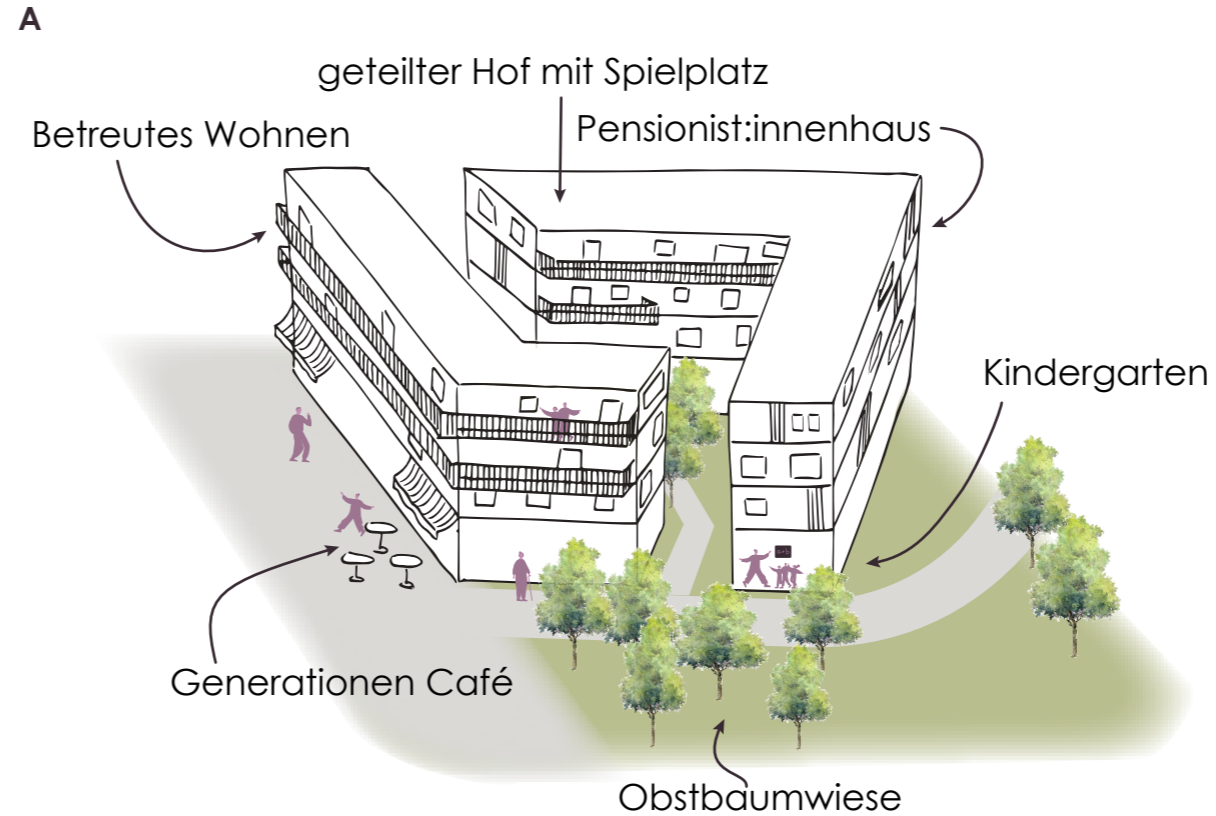 A
geteilter Hof mit Spielplatz
Betreutes Wohnen
Pensionist:innenhaus
Kindergarten
Generationen Café
Obstbaumwiese